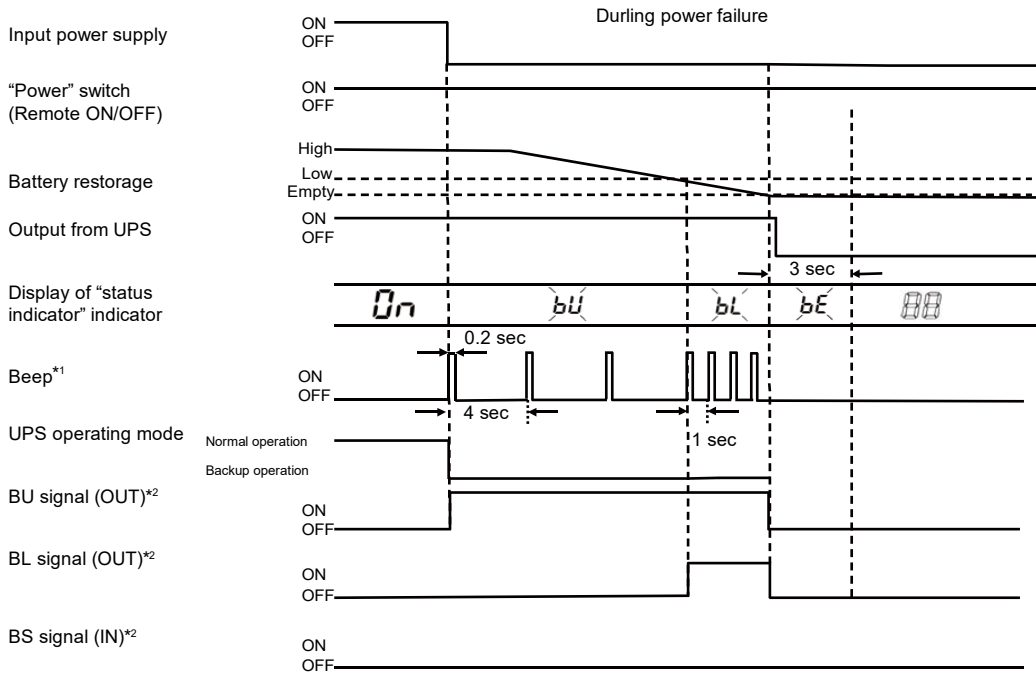 Durling power failure
Input power supply
ON
OFF
“Power” switch
(Remote ON/OFF)
ON
OFF
Battery restorage
High
Low
Empty
Output from UPS
ON
OFF
3 sec
Display of “status
indicator” indicator
On
bU
bL
bE
88
0.2 sec
Beep*1
ON
OFF
4 sec
1 sec
UPS operating mode
Normal operation
Backup operation
BU signal (OUT)*2
ON
OFF
BL signal (OUT)*2
ON
OFF
BS signal (IN)*2
ON
OFF